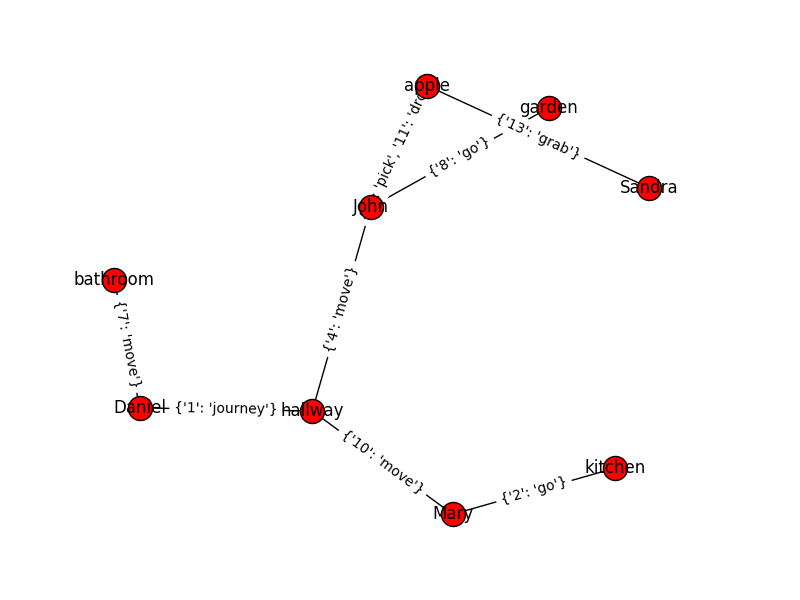 apple
garden
{'13': 'grab'}
'pick', '11':
{'8': 'go'}
Sandra
John
bathroom
{'4': 'move'}
{'7': 'move'}
Daniel
{'1': 'journey'}
hallway
{'10': 'move'}
kitchen
{'2': 'go'}
Mary